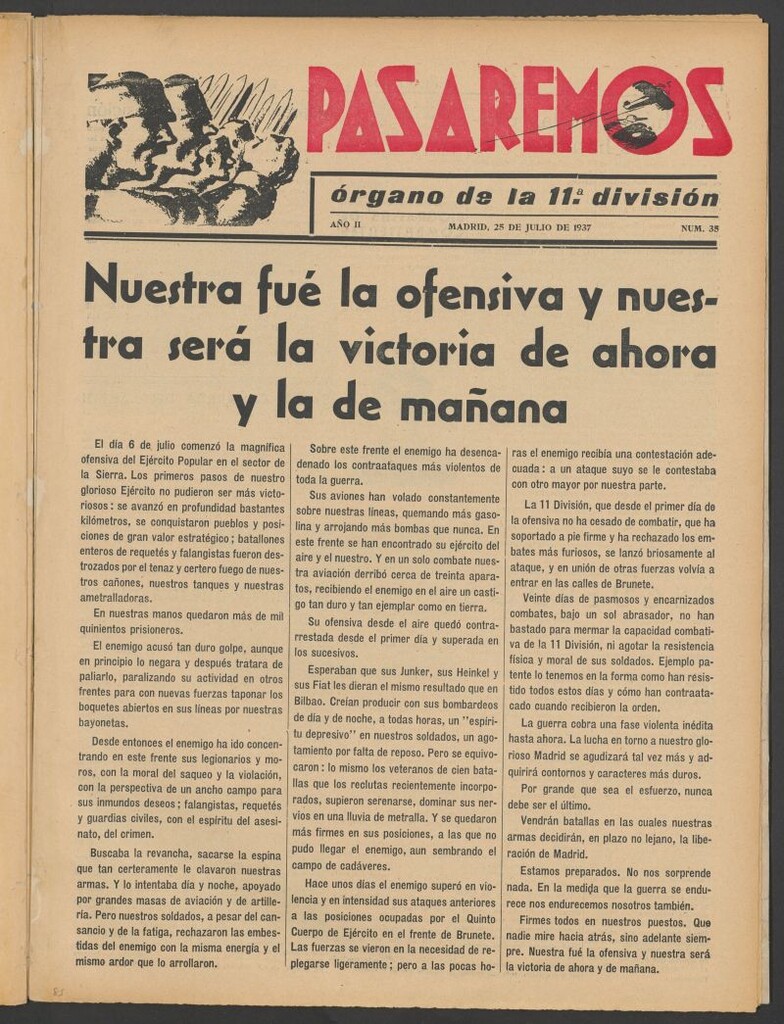 PASAREMOS
órgano de la 11.ª división
AÑO II MADRID, 25 DE JULIO DE 1937 NUM. 35
Nuestra fué la ofensiva y nues-
tra será la victoria de ahora
y la de mañana
El día 6 de julio comenzó la magnífica
ofensiva del Ejército Popular en el sector de
la Sierra. Los primeros pasos de nuestro
glorioso Ejército no pudieron ser más victo-
riosos: se avanzó en profundidad bastantes
kilómetros, se conquistaron pueblos y posi-
ciones de gran valor estratégico; batallones
enteros de requetés y falangistas fueron des-
trozados por el tenaz y certero fuego de nues-
tros cañones, nuestros tanques y nuestras
ametralladoras.
En nuestras manos quedaron más de mil
quinientos prisioneros.
El enemigo acusó tan duro golpe, aunque
en principio lo negara y después tratara de
paliarlo, paralizando su actividad en otros
frentes para con nuevas fuerzas taponar los
boquetes abiertos en sus líneas por nuestras
bayonetas.
Desde entonces el enemigo ha ido concen-
trando en este frente sus legionarios y mo-
ros, con la moral del saqueo y la violación,
con la perspectiva de un ancho campo para
sus inmundos deseos; falangistas, requetés
y guardias civiles, con el espíritu del asesi-
nato, del crimen.
Buscaba la revancha, sacarse la espina
que tan certeramente le clavaron nuestras
armas. Y lo intentaba día y noche, apoyado
por grandes masas de aviación y de artille-
ría. Pero nuestros soldados, a pesar del can-
sancio y de la fatiga, rechazaron las embes-
tidas del enemigo con la misma energía y el
mismo ardor que lo arrollaron.
Sobre este frente el enemigo ha desenca-
denado los contraataques más violentos de
toda la guerra.
Sus aviones han volado constantemente
sobre nuestras líneas, quemando más gaso-
lina y arrojando más bombas que nunca. En
este frente se han encontrado su ejército del
aire y el nuestro. Y en un solo combate nues-
tra aviación derribó cerca de treinta apara-
tos, recibiendo el enemigo en el aire un casti-
go tan duro y tan ejemplar como en tierra.
Su ofensiva desde el aire quedó contra-
rrestada desde el primer día y superada en
los sucesivos.
Esperaban que sus Junker, sus Heinkel y
sus Fiat les dieran el mismo resultado que en
Bilbao. Creían producir con sus bombardeos
de día y de noche, a todas horas, un "espíri-
tu depresivo" en nuestros soldados, un ago-
tamiento por falta de reposo. Pero se equivo-
caron: lo mismo los veteranos de cien bata-
llas que los reclutas recientemente incorpo-
rados, supieron serenarse, dominar sus ner-
vios en una lluvia de metralla. Y se quedaron
más firmes en sus posiciones, a las que no
pudo llegar el enemigo, aun sembrando el
campo de cadáveres.
Hace unos días el enemigo superó en vio-
lencia y en intensidad sus ataques anteriores
a las posiciones ocupadas por el Quinto
Cuerpo de Ejército en el frente de Brunete.
Las fuerzas se vieron en la necesidad de re-
plegarse ligeramente; pero a las pocas ho-
ras el enemigo recibía una contestación ade-
cuada: a un ataque suyo se le contestaba
con otro mayor por nuestra parte.
La 11 División, que desde el primer día de
la ofensiva no ha cesado de combatir, que ha
soportado a pie firme y ha rechazado los em-
bates más furiosos, se lanzó briosamente al
ataque, y en unión de otras fuerzas volvía a
entrar en las calles de Brunete.
Veinte días de pasmosos y encarnizados
combates, bajo un sol abrasador, no han
bastado para mermar la capacidad combati-
va de la 11 División, ni agotar la resistencia
física y moral de sus soldados. Ejemplo pa-
tente lo tenemos en la forma como han resis-
tido todos estos días y cómo han contraata-
cado cuando recibieron la orden.
La guerra cobra una fase violenta inédita
hasta ahora. La lucha en torno a nuestro glo-
rioso Madrid se agudizará tal vez más y ad-
quirirá contornos y caracteres más duros.
Por grande que sea el esfuerzo, nunca
debe ser el último.
Vendrán batallas en las cuales nuestras
armas decidirán, en plazo no lejano, la libe-
ración de Madrid.
Estamos preparados. No nos sorprende
nada. En la medida que la guerra se endu-
rece nos endurecemos nosotros también.
Firmes todos en nuestros puestos. Que
nadie mire hacia atrás, sino adelante siem-
pre. Nuestra fué la ofensiva y nuestra será
la victoria de ahora y de mañana.